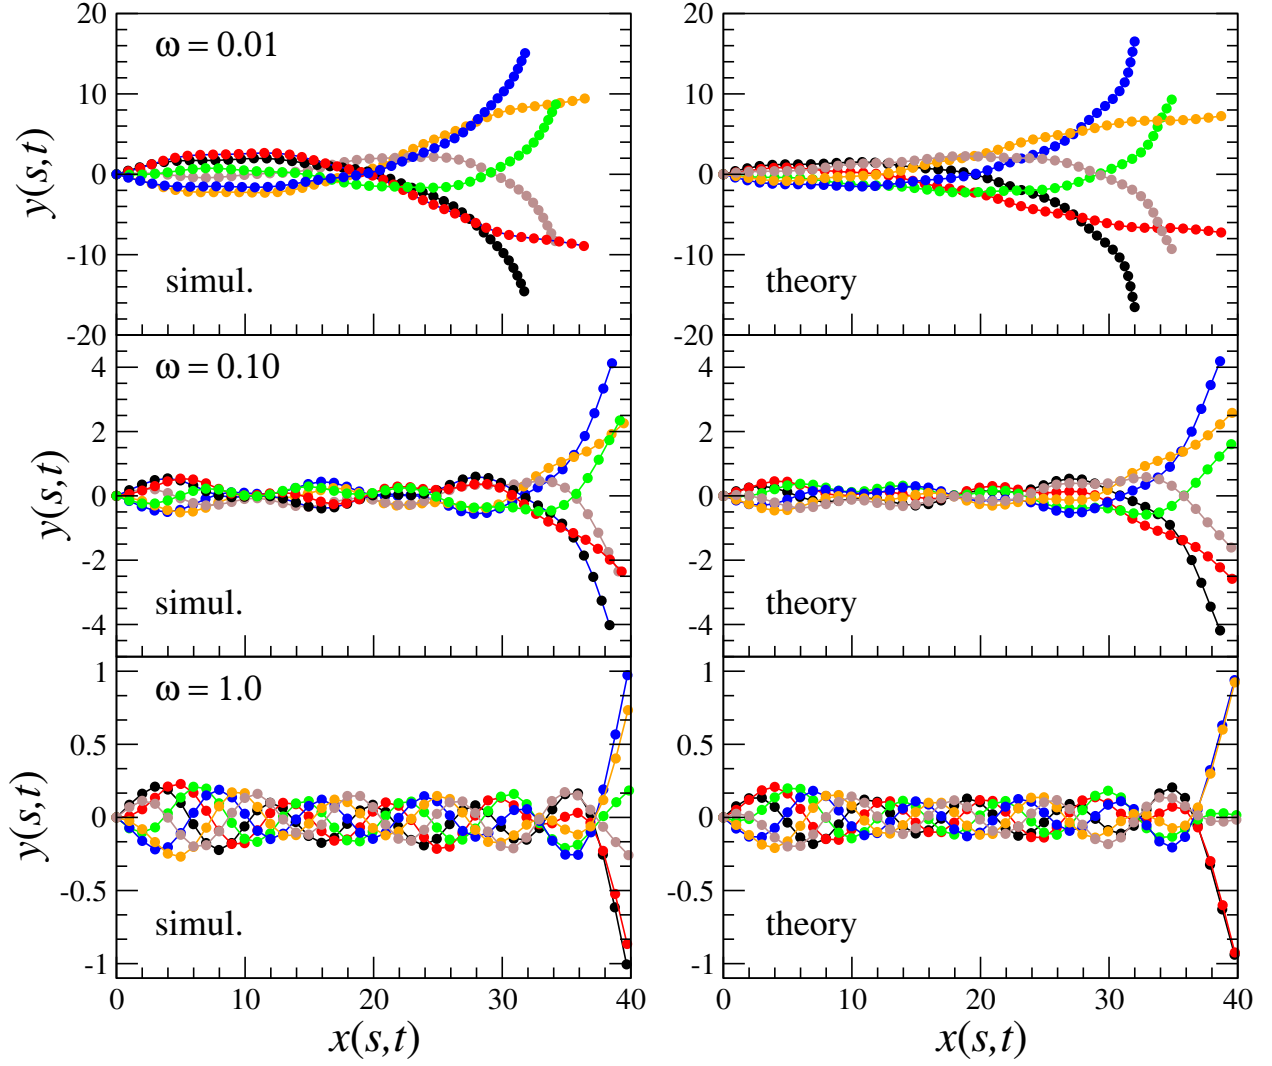 20
ω = 0.01
10
y(s,t)
0
-10
simul.
theory
-20
ω = 0.10
4
4
2
2
y(s,t)
0
0
-2
-2
simul.
theory
-4
-4
ω = 1.0
1
1
0.5
0.5
y(s,t)
0
0
-0.5
-0.5
simul.
theory
-1
-1
0 10 20 30 40
0 10 20 30 40
x(s,t)
x(s,t)
20
10
0
-10
-20